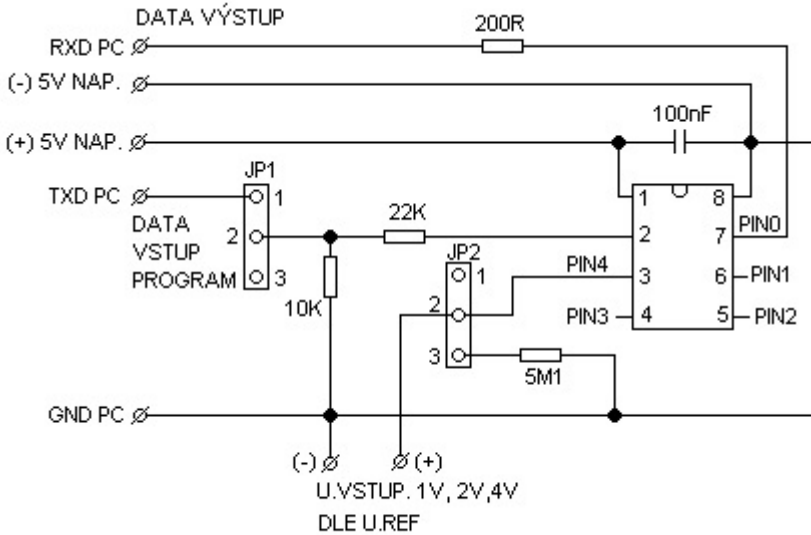 DATA VÝSTUP
RXD PC
200R
(-) 5V NAP.
100nF
(+) 5V NAP.
JP1
TXD PC
1
1
8
DATA
VSTUP
PROGRAM
2
3
22K
2
7
PIN0
10K
JP2
1
2
3
PIN4
3
6
PIN1
PIN3
4
5
PIN2
5M1
GND PC
(-)
(+)
U.VSTUP. 1V, 2V,4V
DLE U.REF